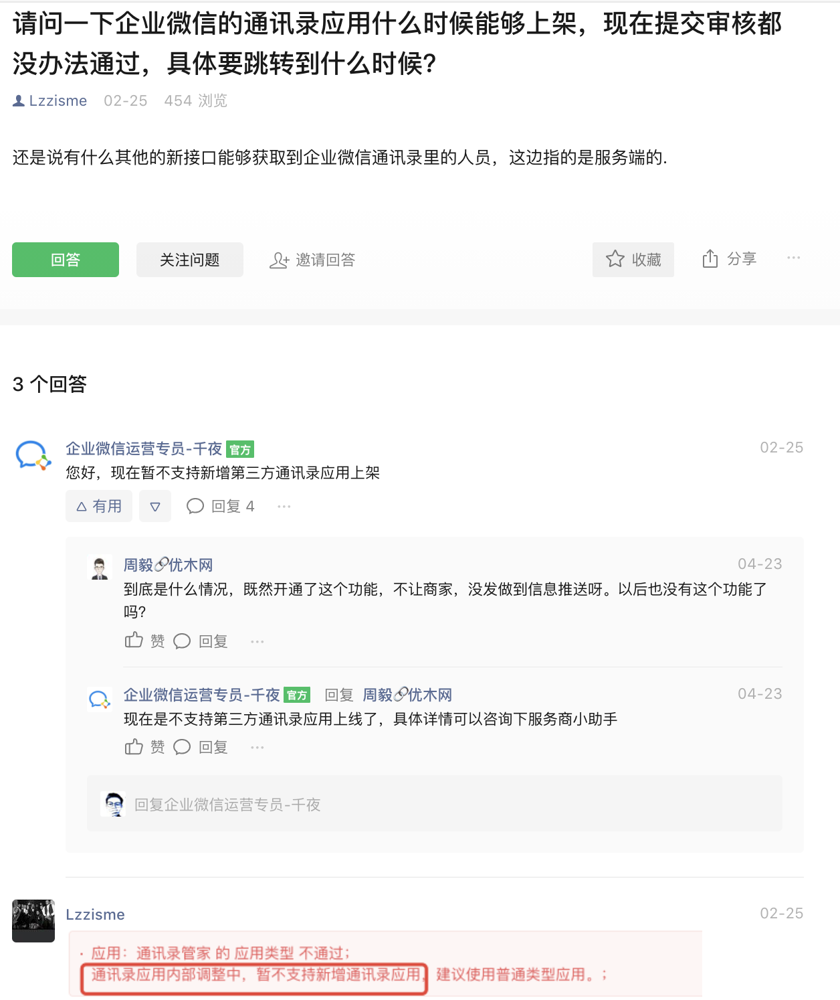 请问一下企业微信的通讯录应用什么时候能够上架，现在提交审核都
没办法通过，具体要跳转到什么时候?
Lzzisme 02-25 454 浏览
还是说有什么其他的新接口能够获取到企业微信通讯录里的人员，这边指的是服务端的.
回答 关注问题 邀请回答 收藏 分享 ...
3 个回答
企业微信运营专员-千夜 官方 02-25
您好，现在暂不支持新增第三方通讯录应用上架
有用 回复 4 ...
周毅🔗优木网 04-23
到底是什么情况，既然开通了这个功能，不让商家，没发做到信息推送呀。以后也没有这个功能了
吗?
赞 回复 ...
企业微信运营专员-千夜 官方 回复 周毅🔗优木网 04-23
现在是不支持第三方通讯录应用上线了，具体详情可以咨询下服务商小助手
赞 回复 ...
回复企业微信运营专员-千夜
Lzzisme 02-25
· 应用：通讯录管家 的 应用类型 不通过；
通讯录应用内部调整中，暂不支持新增通讯录应用，建议使用普通类型应用。；